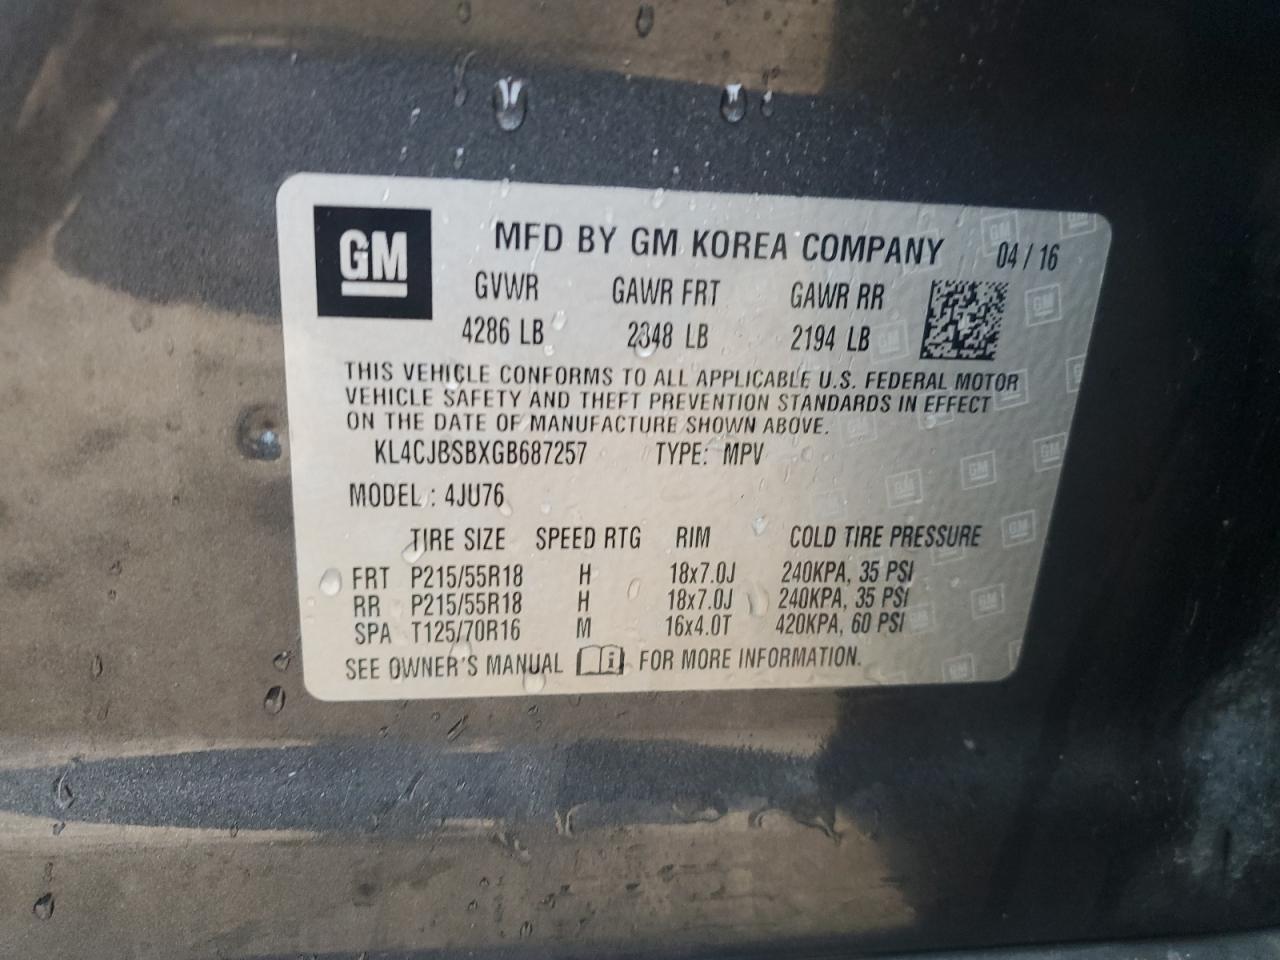 GM
MFD BY GM KOREA COMPANY 04 / 16
GVWR GAWR FRT GAWR RR
4286 LB 2348 LB 2194 LB
THIS VEHICLE CONFORMS TO ALL APPLICABLE U.S. FEDERAL MOTOR
VEHICLE SAFETY AND THEFT PREVENTION STANDARDS IN EFFECT
ON THE DATE OF MANUFACTURE SHOWN ABOVE.
KL4CJBSBXGB687257 TYPE: MPV
MODEL : 4JU76
TIRE SIZE SPEED RTG RIM COLD TIRE PRESSURE
FRT P215/55R18 H 18x7.0J 240KPA, 35 PSI
RR P215/55R18 H 18x7.0J 240KPA, 35 PSI
SPA T125/70R16 M 16x4.0T 420KPA, 60 PSI
SEE OWNER'S MANUAL i FOR MORE INFORMATION.